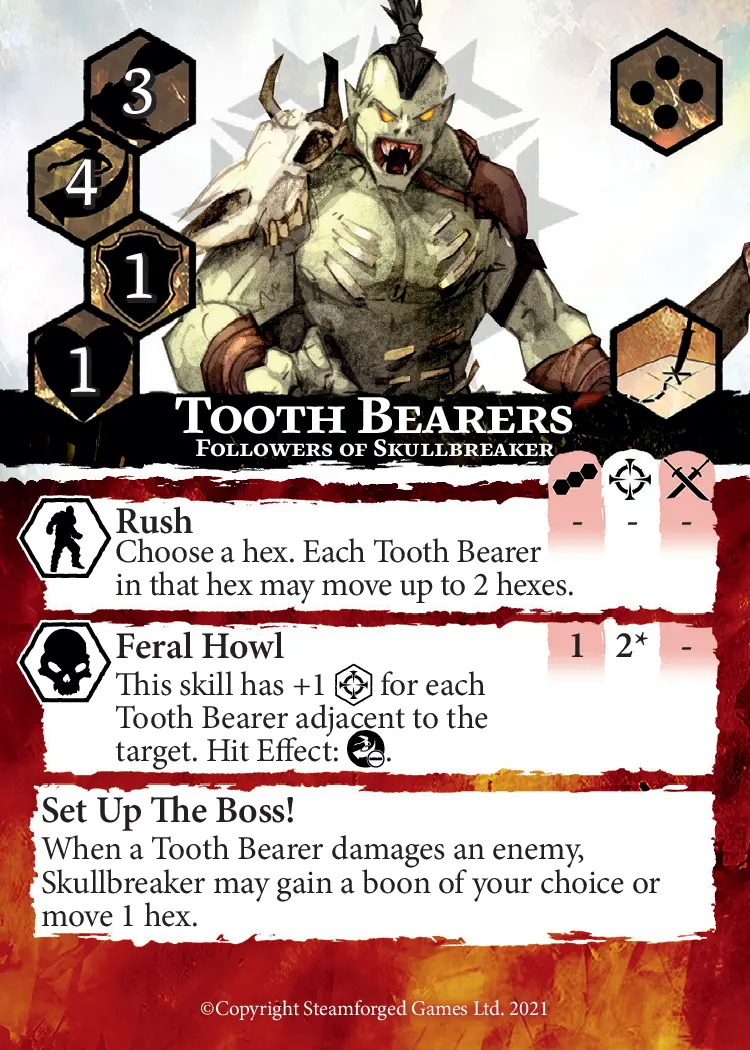 3
4
1
1
Tooth Bearers
Followers of Skullbreaker
Rush
- - -
Choose a hex. Each Tooth Bearer
in that hex may move up to 2 hexes.
Feral Howl
1 2* -
This skill has +1 for each
Tooth Bearer adjacent to the
target. Hit Effect: .
Set Up The Boss!
When a Tooth Bearer damages an enemy,
Skullbreaker may gain a boon of your choice or
move 1 hex.
©Copyright Steamforged Games Ltd. 2021